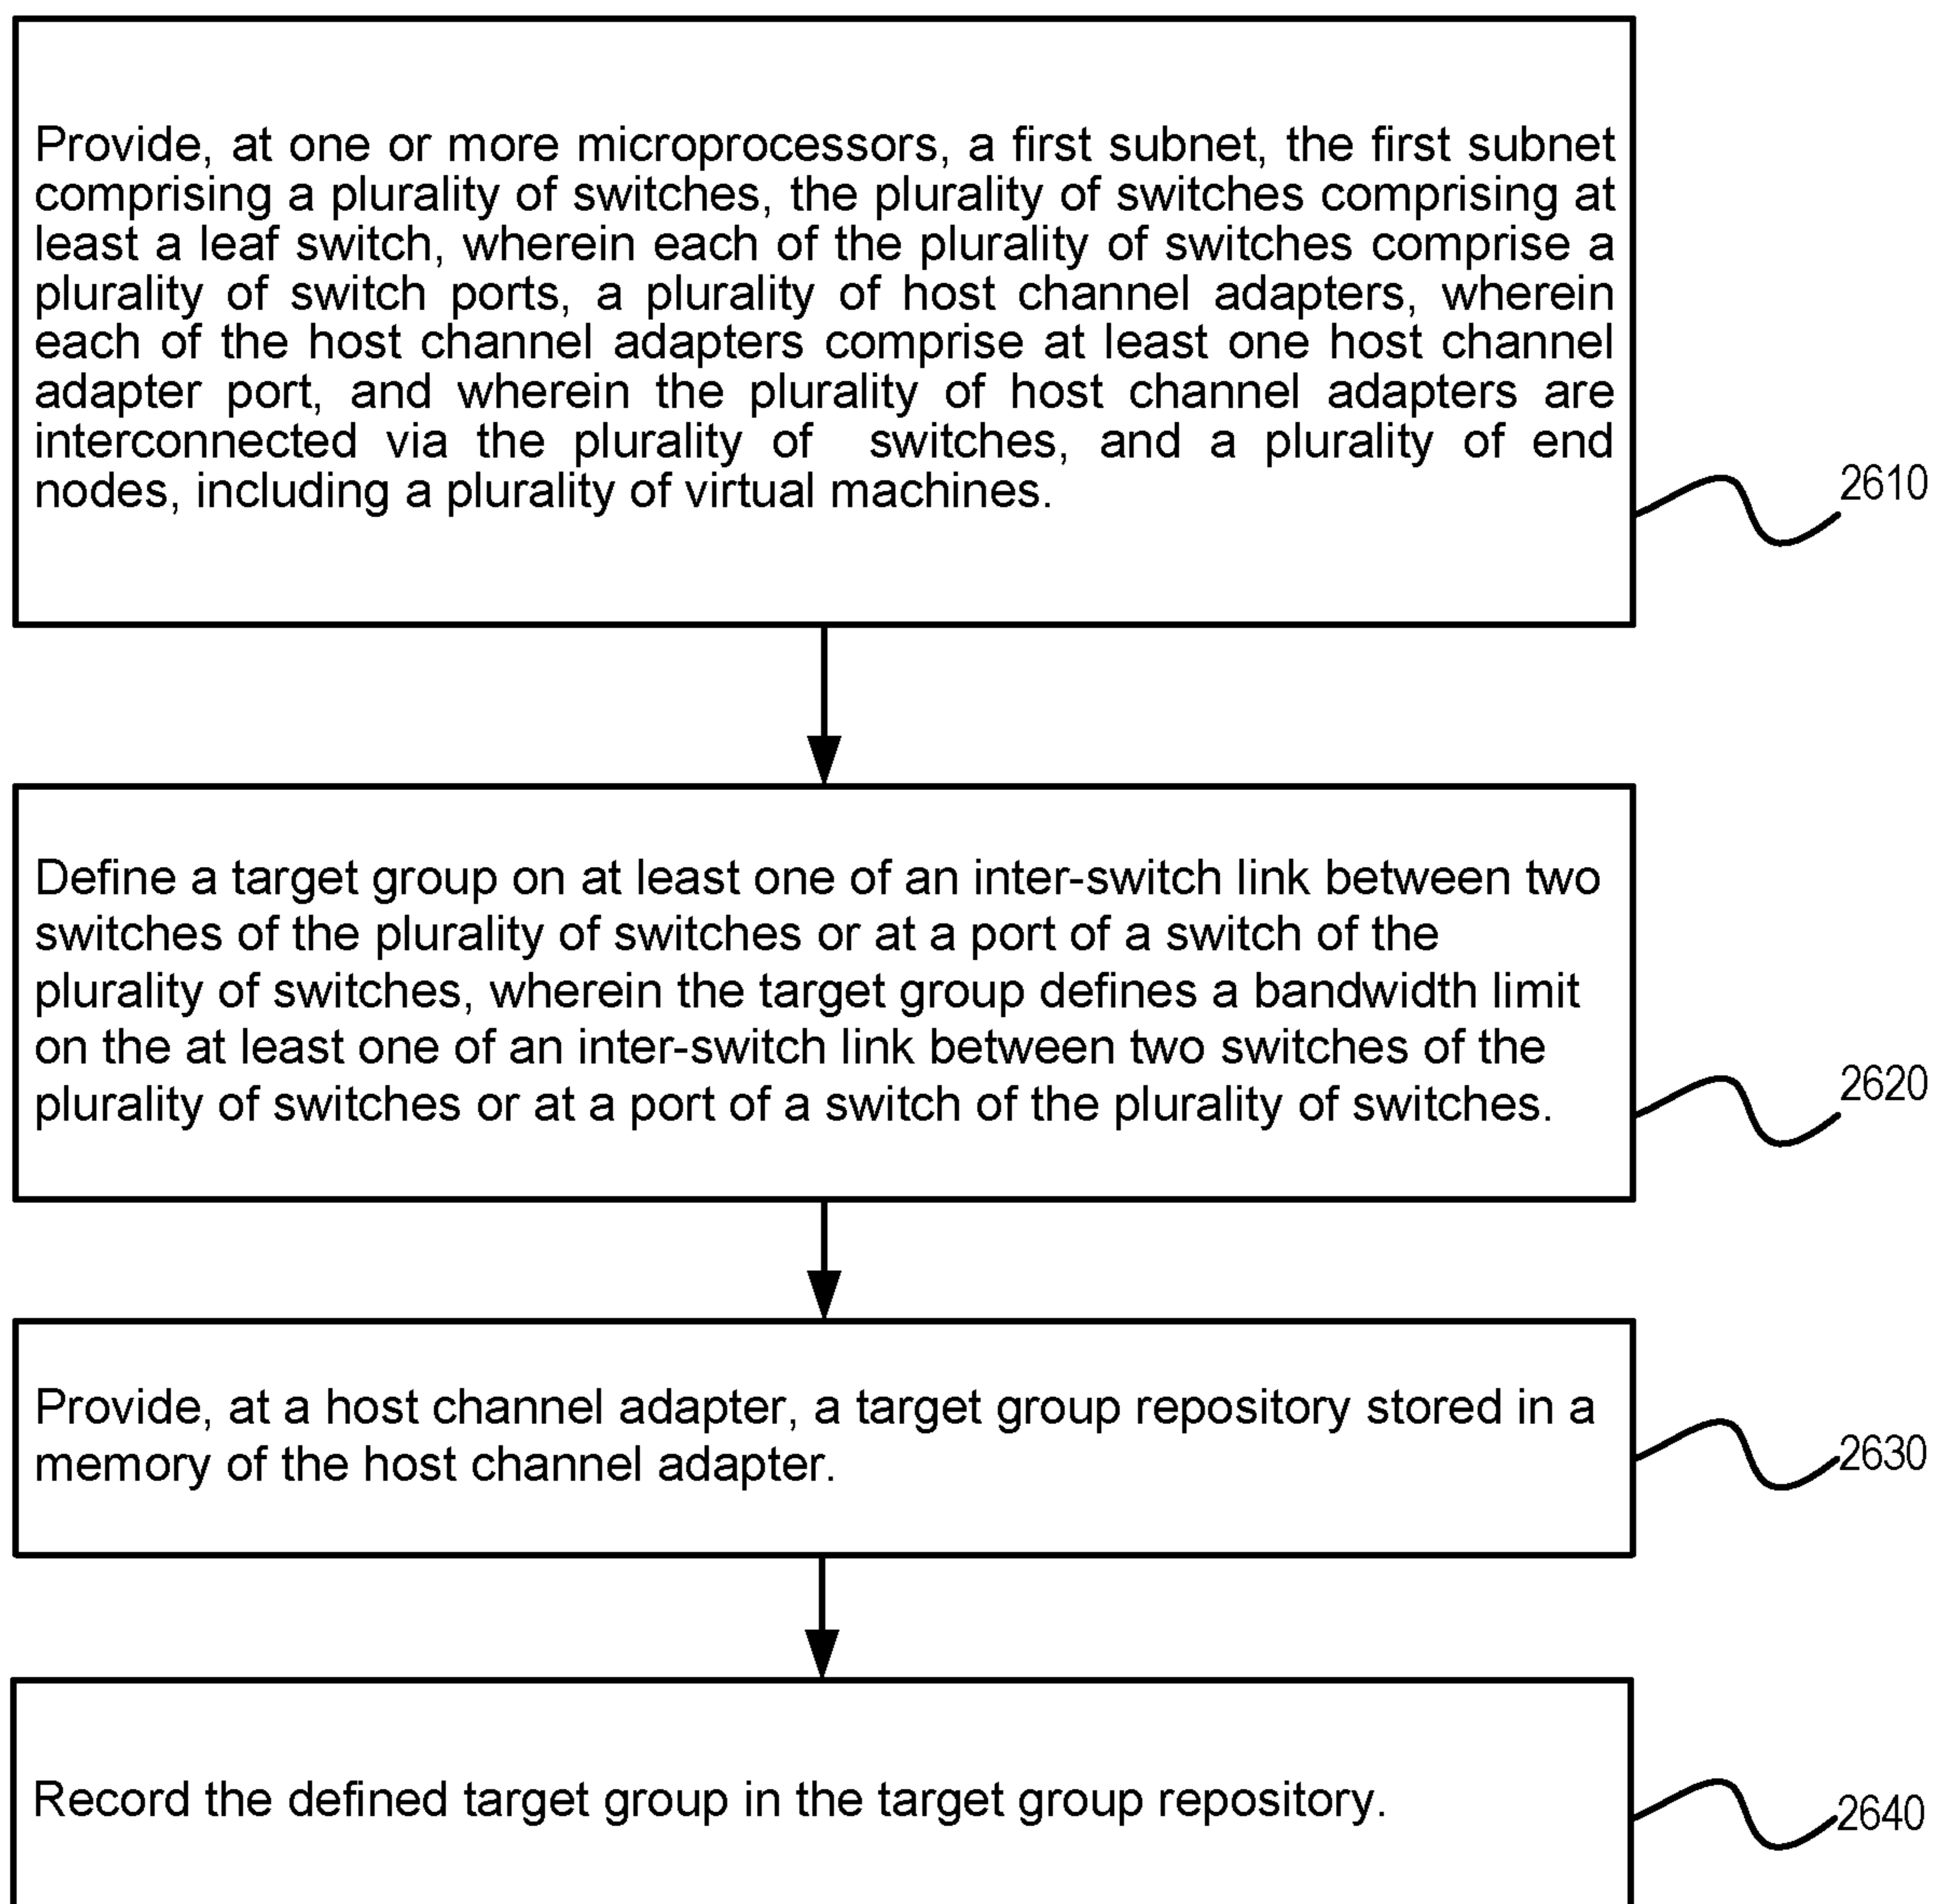 Provide, at one or more microprocessors, a first subnet, the first subnet
comprising a plurality of switches, the plurality of switches comprising at
least a leaf switch, wherein each of the plurality of switches comprise a
plurality of switch ports, a plurality of host channel adapters, wherein
each of the host channel adapters comprise at least one host channel
adapter port, and wherein the plurality of host channel adapters are
interconnected via the plurality of switches, and a plurality of end
nodes, including a plurality of virtual machines.
2610
Define a target group on at least one of an inter-switch link between two
switches of the plurality of switches or at a port of a switch of the
plurality of switches, wherein the target group defines a bandwidth limit
on the at least one of an inter-switch link between two switches of the
plurality of switches or at a port of a switch of the plurality of switches.
2620
Provide, at a host channel adapter, a target group repository stored in a
memory of the host channel adapter.
2630
Record the defined target group in the target group repository.
2640